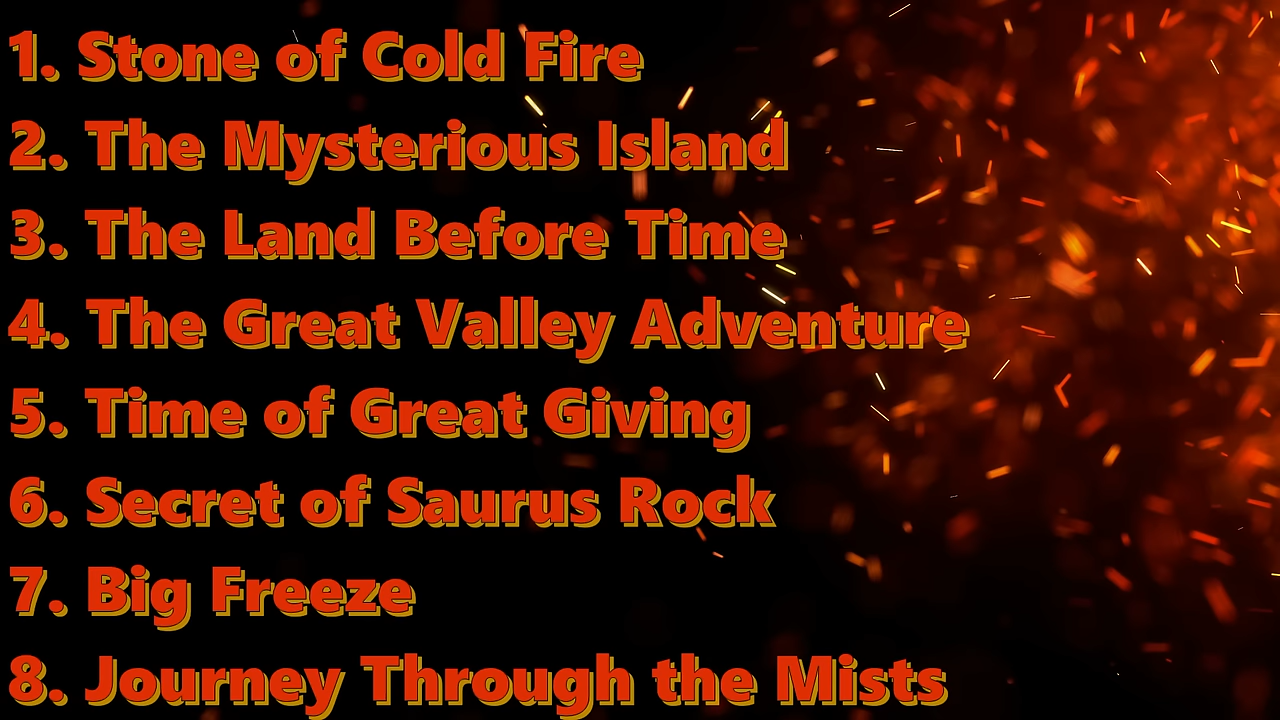 1. Stone of Cold Fire
2. The Mysterious Island
3. The Land Before Time
4. The Great Valley Adventure
5. Time of Great Giving
6. Secret of Saurus Rock
7. Big Freeze
8. Journey Through the Mists